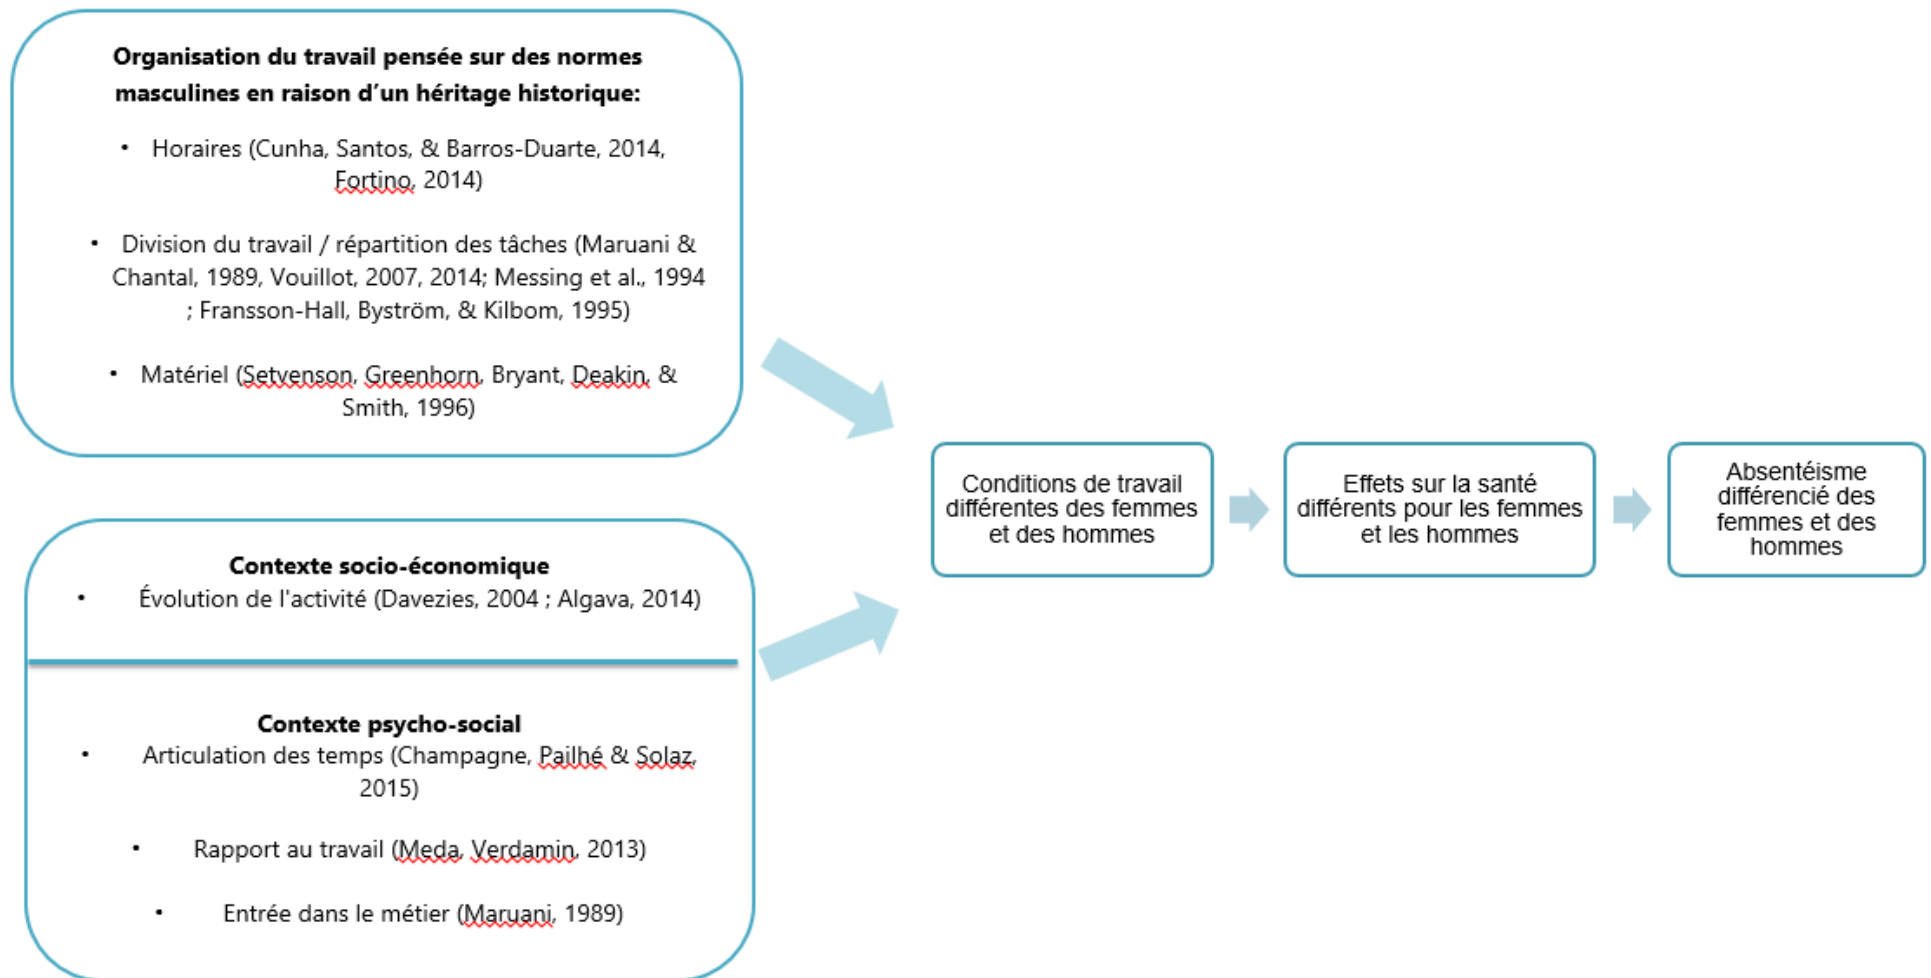 Organisation du travail pensée sur des normes
masculines en raison d’un héritage historique:
• Horaires (Cunha, Santos, & Barros-Duarte, 2014,
Fortino, 2014)
• Division du travail / répartition des tâches (Maruani &
Chantal, 1989, Vouillot, 2007, 2014; Messing et al., 1994
; Fransson-Hall, Byström, & Kilbom, 1995)
• Matériel (Setvenson, Greenhorn, Bryant, Deakin, &
Smith, 1996)
Contexte socio-économique
• Évolution de l'activité (Davezies, 2004 ; Algava, 2014)
Contexte psycho-social
• Articulation des temps (Champagne, Pailhé & Solaz,
2015)
• Rapport au travail (Meda, Verdamin, 2013)
• Entrée dans le métier (Maruani, 1989)
Conditions de travail
différentes des femmes
et des hommes
Effets sur la santé
différents pour les femmes
et les hommes
Absentéisme
différencié des
femmes et des
hommes